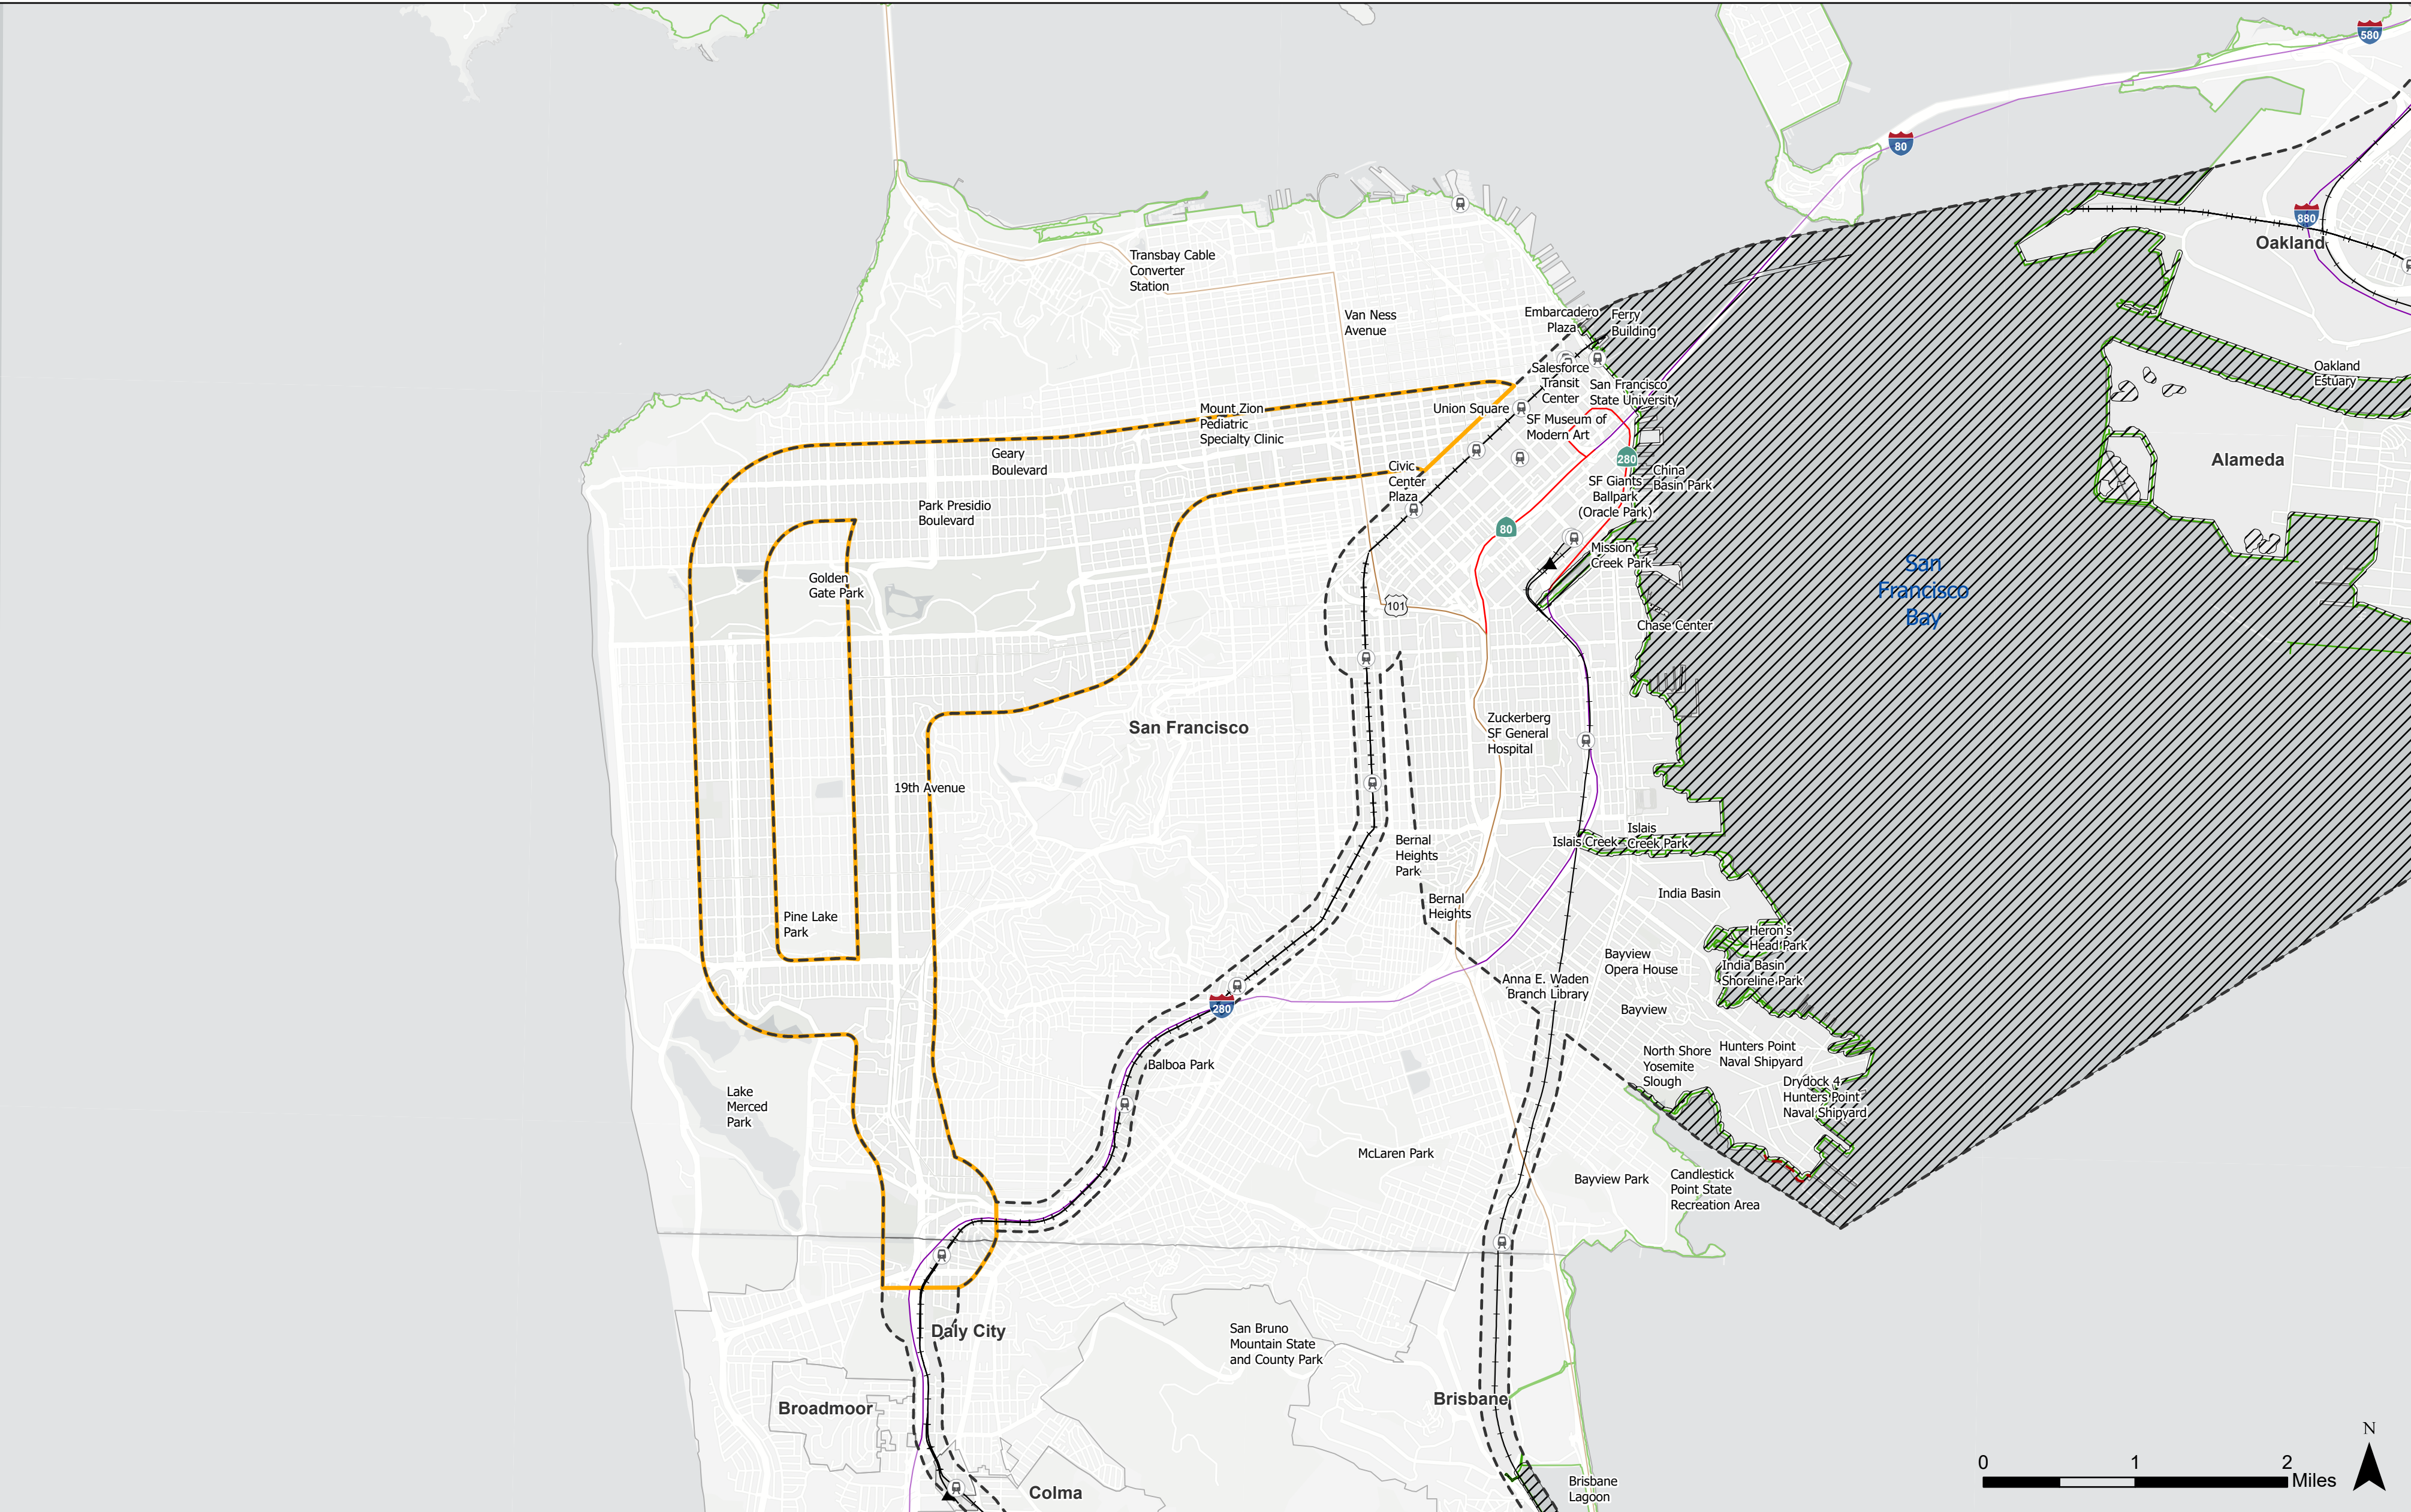 580
80
880
Oakland
Transbay Cable
Converter
Station
Van Ness
Avenue
Embarcadero
Plaza
Ferry
Building
Salesforce
Transit
Center
San Francisco
State University
Oakland
Estuary
Mount Zion
Pediatric
Specialty Clinic
Union Square
SF Museum of
Modern Art
Geary
Boulevard
Civic
Center
Plaza
280
China
Basin Park
Alameda
SF Giants
Ballpark
(Oracle Park)
Park Presidio
Boulevard
80
Mission
Creek Park
San
Francisco
Bay
Golden
Gate Park
101
Chase Center
San Francisco
Zuckerberg
SF General
Hospital
19th Avenue
Islais Creek
Islais
Creek Park
Bernal
Heights
Park
India Basin
Bernal
Heights
Pine Lake
Park
Heron's
Head Park
Bayview
Opera House
India Basin
Shoreline Park
Anna E. Waden
Branch Library
280
Bayview
Balboa Park
North Shore
Yosemite
Slough
Hunters Point
Naval Shipyard
Drydock 4
Hunters Point
Naval Shipyard
Lake
Merced
Park
McLaren Park
Bayview Park
Candlestick
Point State
Recreation Area
Daly City
San Bruno
Mountain State
and County Park
Brisbane
Broadmoor
Colma
Brisbane
Lagoon
N
0 1 2
Miles